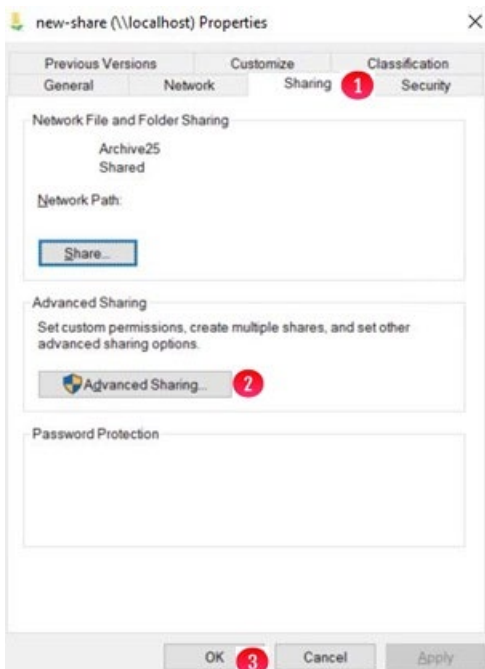 new-share (\\localhost) Properties
Previous Versions Customize Classification
General Network Sharing 1 Security
Network File and Folder Sharing
Archive25
Shared
Network Path:
Share...
Advanced Sharing
Set custom permissions, create multiple shares, and set other
advanced sharing options.
Advanced Sharing... 2
Password Protection
OK 3 Cancel Apply